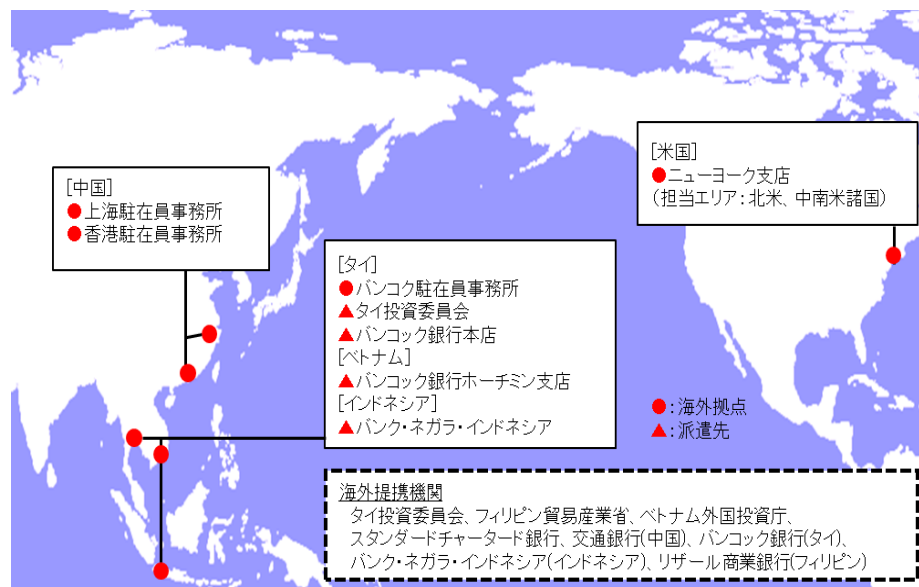 [中国]
●上海駐在員事務所
●香港駐在員事務所
[米国]
●ニューヨーク支店
(担当エリア:北米、中南米諸国)
[タイ]
●バンコク駐在員事務所
▲タイ投資委員会
▲バンコック銀行本店
[ベトナム]
▲バンコック銀行ホーチミン支店
[インドネシア]
▲バンク・ネガラ・インドネシア
●:海外拠点
▲:派遣先
海外提携機関
タイ投資委員会、フィリピン貿易産業省、ベトナム外国投資庁、
スタンダードチャータード銀行、交通銀行(中国)、バンコック銀行(タイ)、
バンク・ネガラ・インドネシア(インドネシア)、リザール商業銀行(フィリピン)